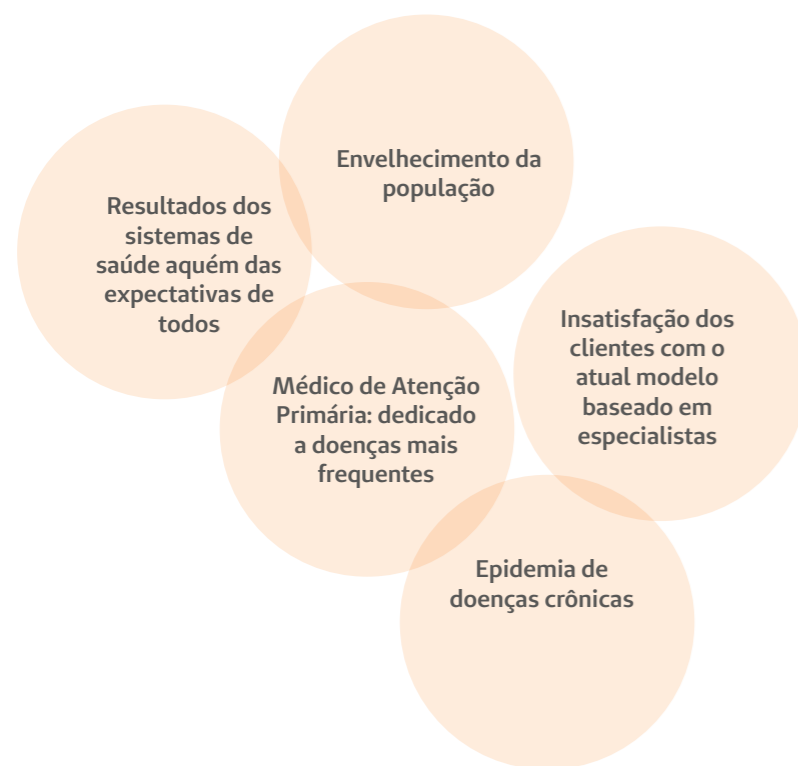 Envelhecimento da
população
Resultados dos
sistemas de
saúde aquém das
expectativas de
todos
Insatisfação dos
clientes com o
atual modelo
baseado em
especialistas
Médico de Atenção
Primária: dedicado
a doenças mais
frequentes
Epidemia de
doenças crônicas